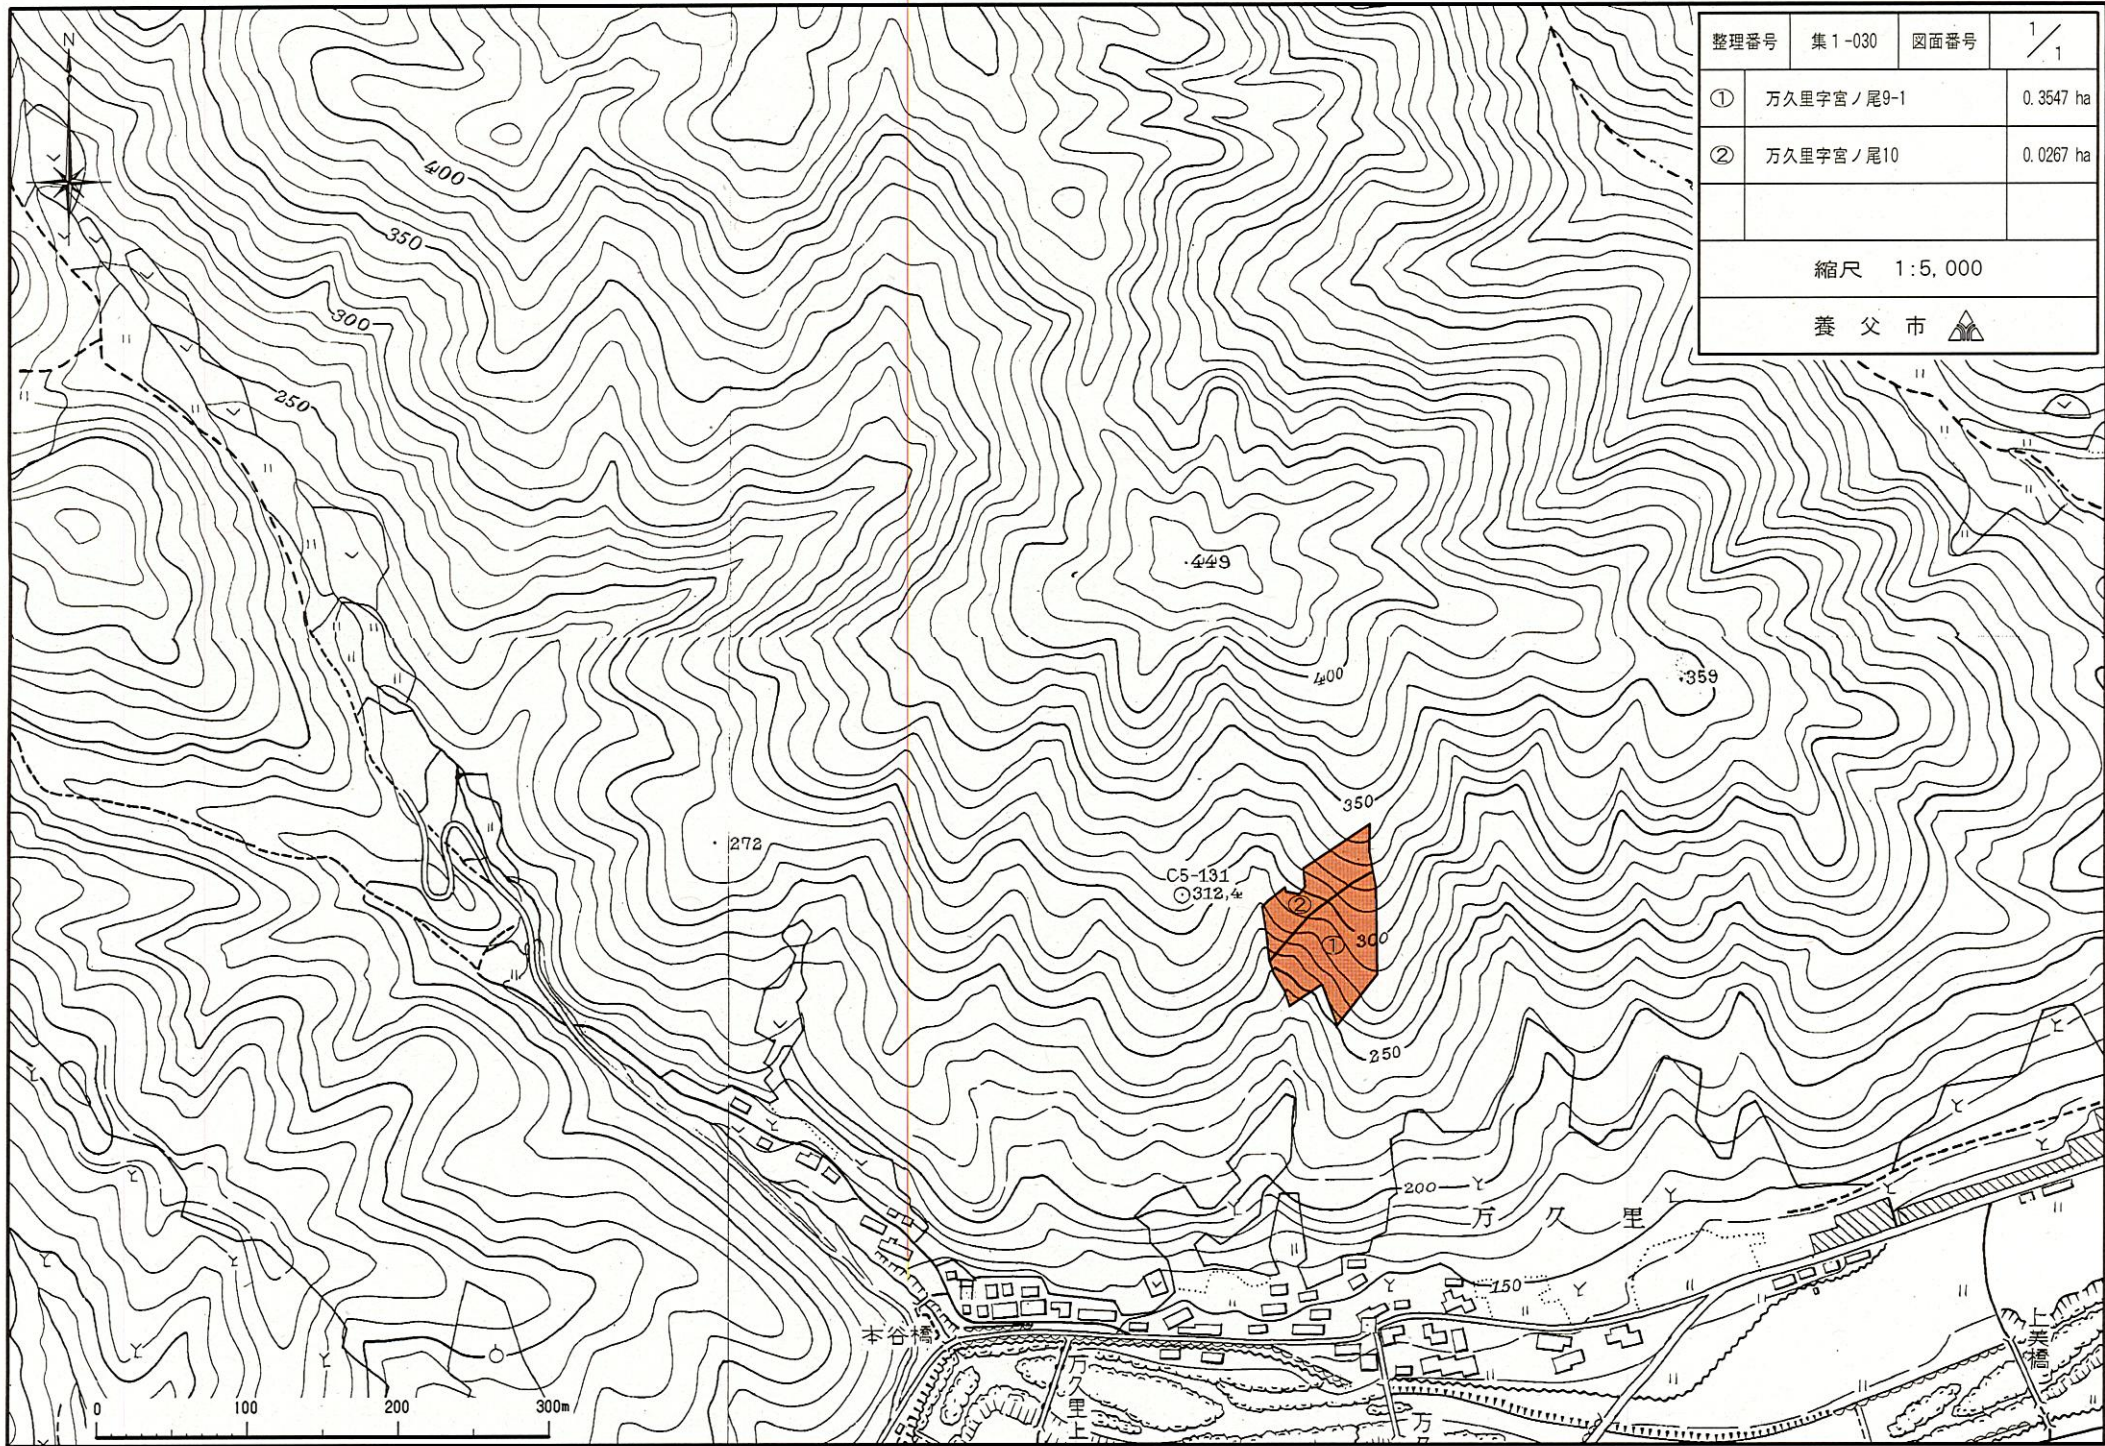 整理番号 集1-030 図面番号 1/1
① 万久里字宮ノ尾9-1 0.3547 ha
② 万久里字宮ノ尾10 0.0267 ha
縮尺 1:5,000
養父市
N
400
350
300
250
・449
400
・359
350
・272
C5-131
312.4
②
① 300
250
200
万久里
150
本谷橋
上美橋
万久里上
万久
0 100 200 300m